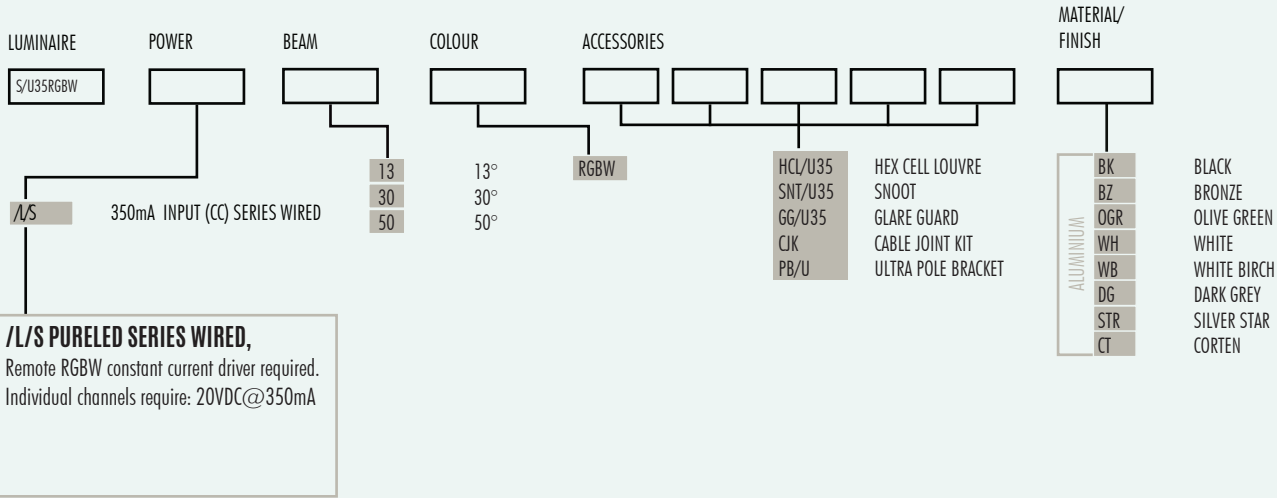 LUMINAIRE POWER BEAM COLOUR ACCESSORIES MATERIAL/
FINISH
S/U35RGBW
/L/S 350mA INPUT (CC) SERIES WIRED
13 13°
30 30°
50 50°
RGBW
HCL/U35 HEX CELL LOUVRE
SNT/U35 SNOOT
GG/U35 GLARE GUARD
CJK CABLE JOINT KIT
PB/U ULTRA POLE BRACKET
ALUMINIUM
BK BLACK
BZ BRONZE
OGR OLIVE GREEN
WH WHITE
WB WHITE BIRCH
DG DARK GREY
STR SILVER STAR
CT CORTEN
/L/S PURELED SERIES WIRED,
Remote RGBW constant current driver required.
Individual channels require: 20VDC@350mA